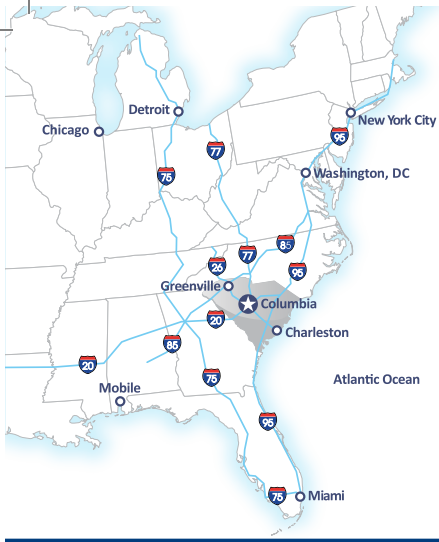 Detroit
Chicago
New York City
95
77
75
Washington, DC
85
77
26
95
Greenville
Columbia
20
Charleston
85
20
75
Atlantic Ocean
Mobile
95
75
Miami